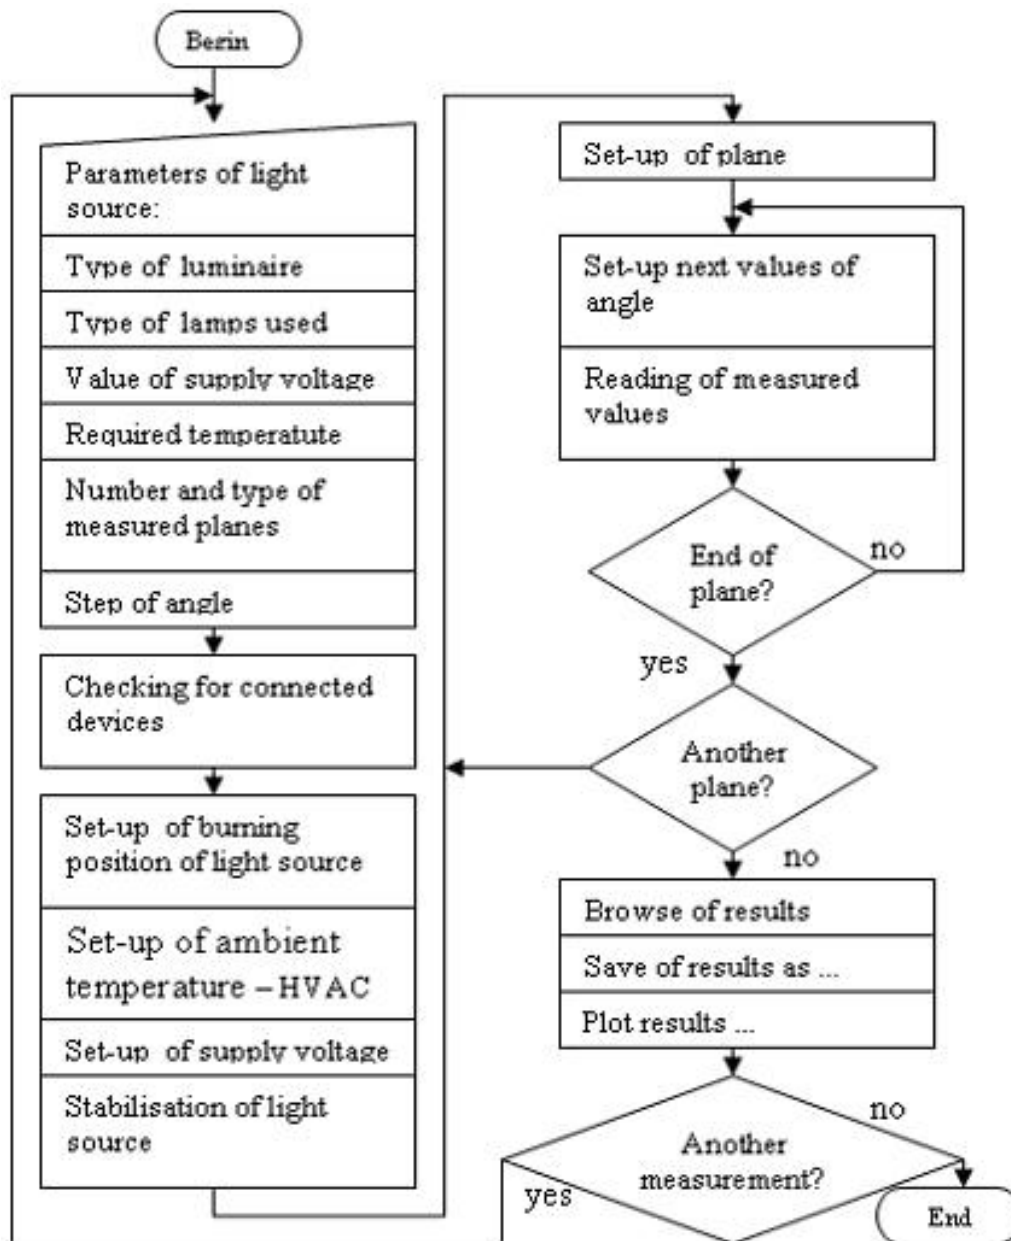 Begin
Parameters of light
source:
Type of luminaire
Type of lamps used
Value of supply voltage
Required temperatute
Number and type of
measured planes
Step of angle
Checking for connected
devices
Set-up of burning
position of light source
Set-up of ambient
temperature – HVAC
Set-up of supply voltage
Stabilisation of light
source
Set-up of plane
Set-up next values of
angle
Reading of measured
values
End of
plane?
no
yes
Another
plane?
no
Browse of results
Save of results as ...
Plot results ...
Another
measurement?
no
yes
End